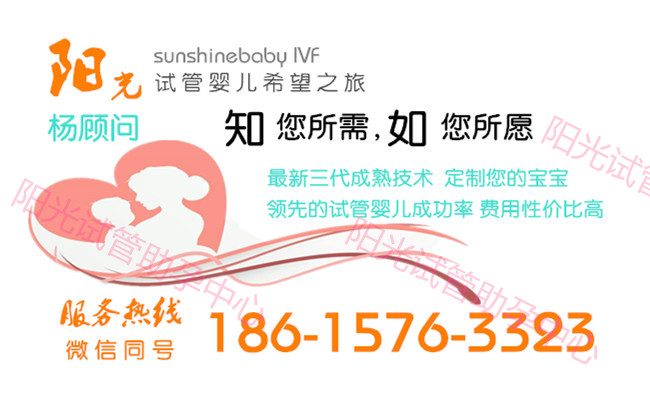 阳光
sunshinebaby IVF
试管婴儿希望之旅
杨顾问
知 您所需, 如 您所愿
最新三代成熟技术 定制您的宝宝
领先的试管婴儿成功率 费用性价比高
服务热线
微信同号
186-1576-3323
阳光试管助孕中心
阳光试管助孕中心
阳光试管